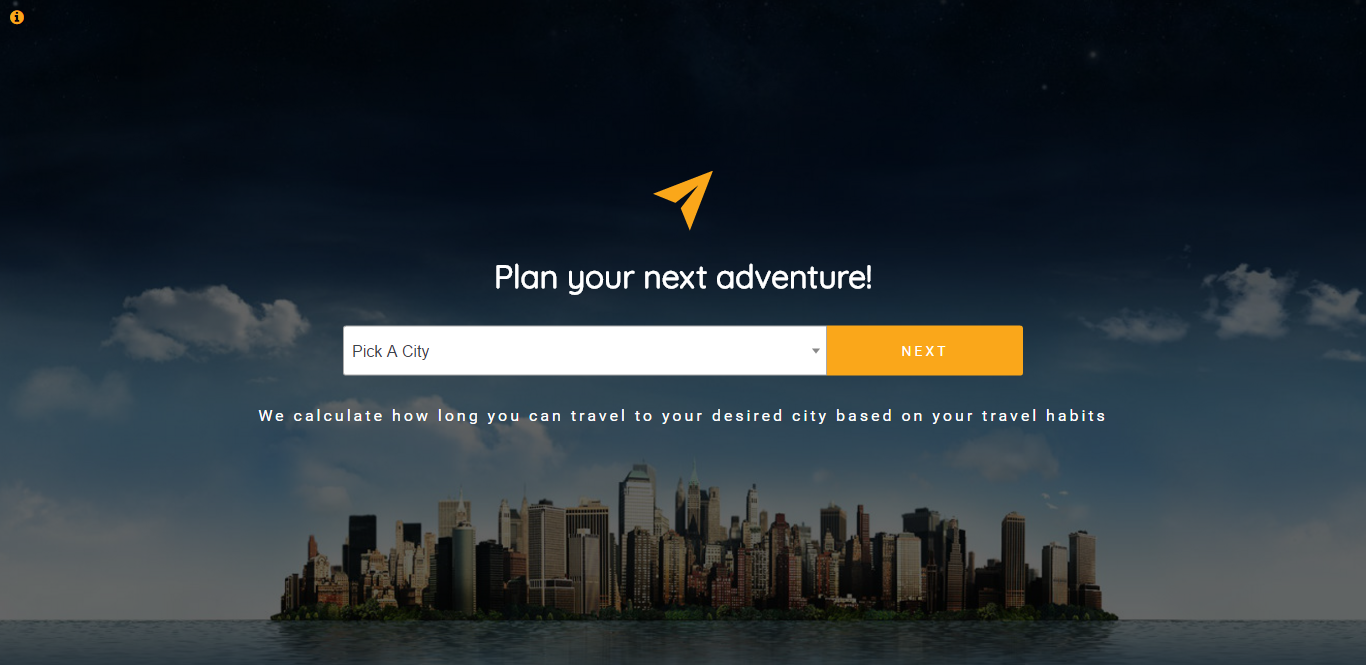 Plan your next adventure!
Pick A City
NEXT
We calculate how long you can travel to your desired city based on your travel habits